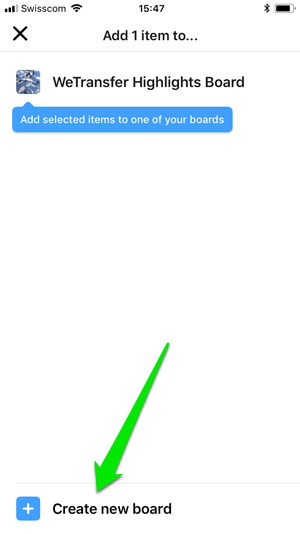 Swisscom 15:47
Add 1 item to...
WeTransfer Highlights Board
Add selected items to one of your boards
Create new board